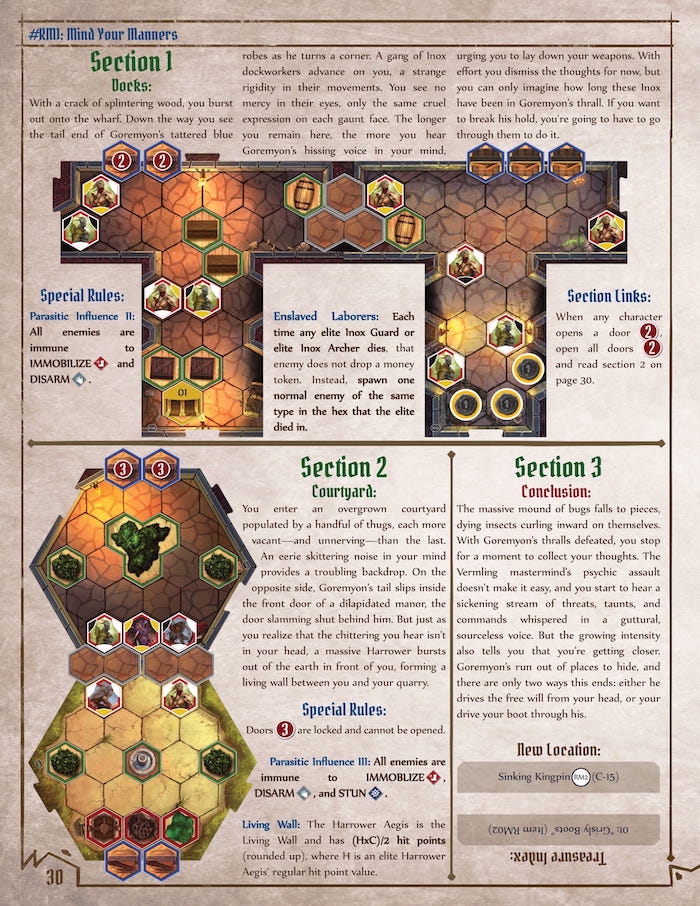 #RM1: Mind Your Manners
Section 1
Docks:
With a crack of splintering wood, you burst
out onto the wharf. Down the way you see
the tail end of Goremyon's tattered blue
robes as he turns a corner. A gang of Inox
dockworkers advance on you, a strange
rigidity in their movements. You see no
mercy in their eyes, only the same cruel
expression on each gaunt face. The longer
you remain here, the more you hear
Goremyon's hissing voice in your mind,
urging you to lay down your weapons. With
effort you dismiss the thoughts for now, but
you can only imagine how long these Inox
have been in Goremyon's thrall. If you want
to break his hold, you're going to have to go
through them to do it.
2
2
Special Rules:
Parasitic Influence II:
All enemies are
immune to
IMMOBILIZE and
DISARM .
01
Enslaved Laborers: Each
time any elite Inox Guard or
elite Inox Archer dies, that
enemy does not drop a money
token. Instead, spawn one
normal enemy of the same
type in the hex that the elite
died in.
Section Links:
When any character
opens a door 2,
open all doors 2
and read section 2 on
page 30.
3
3
Section 2
Courtyard:
You enter an overgrown courtyard
populated by a handful of thugs, each more
vacant—and unnerving—than the last.
An eerie skittering noise in your mind
provides a troubling backdrop. On the
opposite side, Goremyon's tail slips inside
the front door of a dilapidated manor, the
door slamming shut behind him. But just as
you realize that the chittering you hear isn't
in your head, a massive Harrower bursts
out of the earth in front of you, forming a
living wall between you and your quarry.
Special Rules:
Doors 3 are locked and cannot be opened.
Parasitic Influence III: All enemies are
immune to IMMOBLIZE ,
DISARM , and STUN .
Living Wall: The Harrower Aegis is the
Living Wall and has (HxC)/2 hit points
(rounded up), where H is an elite Harrower
Aegis' regular hit point value.
Section 3
Conclusion:
The massive mound of bugs falls to pieces,
dying insects curling inward on themselves.
With Goremyon's thralls defeated, you stop
for a moment to collect your thoughts. The
Vermling mastermind's psychic assault
doesn't make it easy, and you start to hear a
sickening stream of threats, taunts, and
commands whispered in a guttural,
sourceless voice. But the growing intensity
also tells you that you're getting closer.
Goremyon's run out of places to hide, and
there are only two ways this ends: either he
drives the free will from your head, or your
drive your boot through his.
New Location:
Sinking Kingpin RM2 (C-15)
Treasure Index:
01: "Grisly Boots" (Item RM02)
30